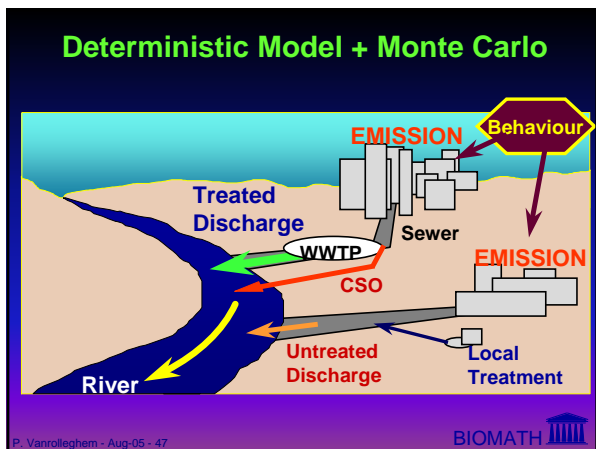 Deterministic Model + Monte Carlo
EMISSION
Behaviour
Treated
Discharge
Sewer
WWTP
EMISSION
CSO
Untreated
Discharge
Local
Treatment
River
P. Vanrolleghem - Aug-05 - 47
BIOMATH